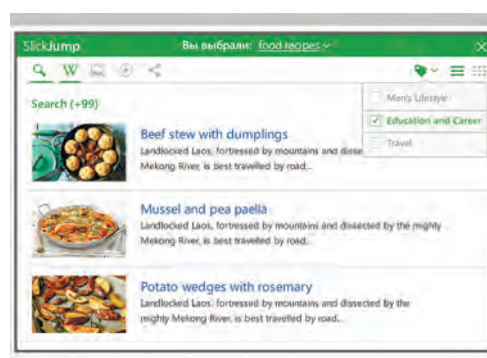 SlickJump
Вы выбрали: food recipes
W
Search (+99)
Men's Lifestyle
Education and Career
Travel
Beef stew with dumplings
Landlocked Laos, fortressed by mountains and disse
Mekong River, is best travelled by road...
Mussel and pea paella
Landlocked Laos, fortressed by mountains and dissected by the mighty
Mekong River, is best travelled by road...
Potato wedges with rosemary
Landlocked Laos, fortressed by mountains and dissected by the
mighty Mekong River, is best travelled by road...